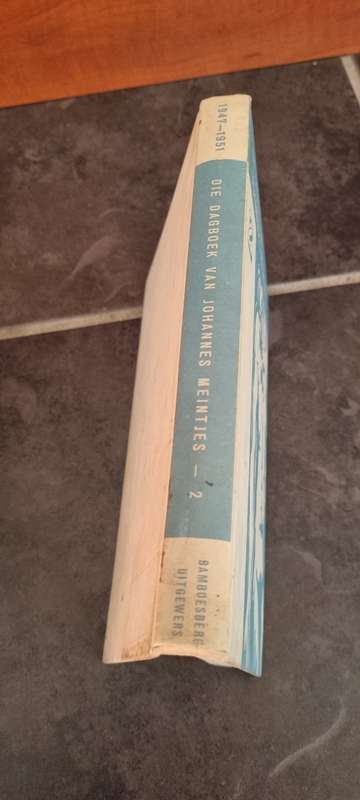 1947—1951
DIE DAGBOEK VAN JOHANNES MEINTJES — 2
BAMBOESBERG
UITGEWERS